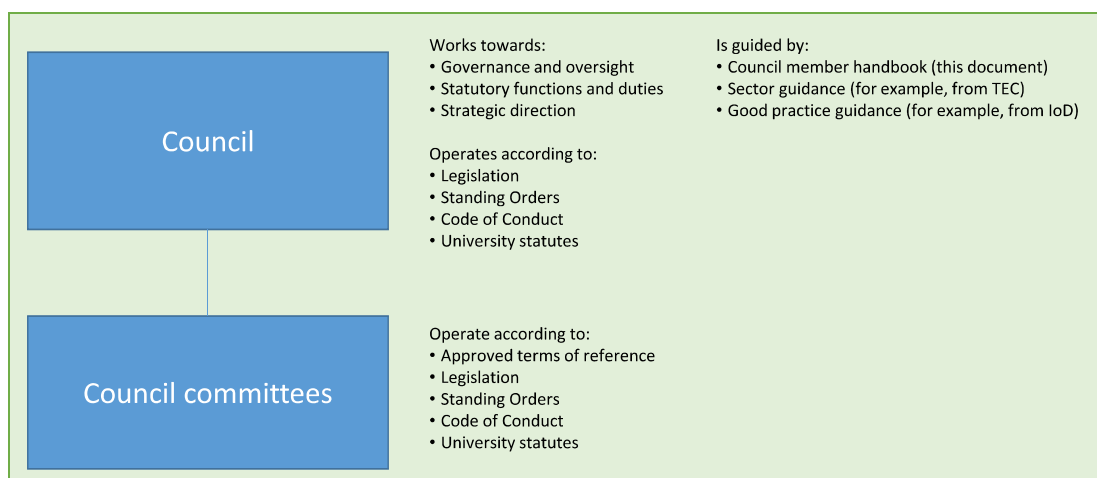 Council
Works towards:
• Governance and oversight
• Statutory functions and duties
• Strategic direction
Operates according to:
• Legislation
• Standing Orders
• Code of Conduct
• University statutes
Is guided by:
• Council member handbook (this document)
• Sector guidance (for example, from TEC)
• Good practice guidance (for example, from IoD)
Council committees
Operate according to:
• Approved terms of reference
• Legislation
• Standing Orders
• Code of Conduct
• University statutes